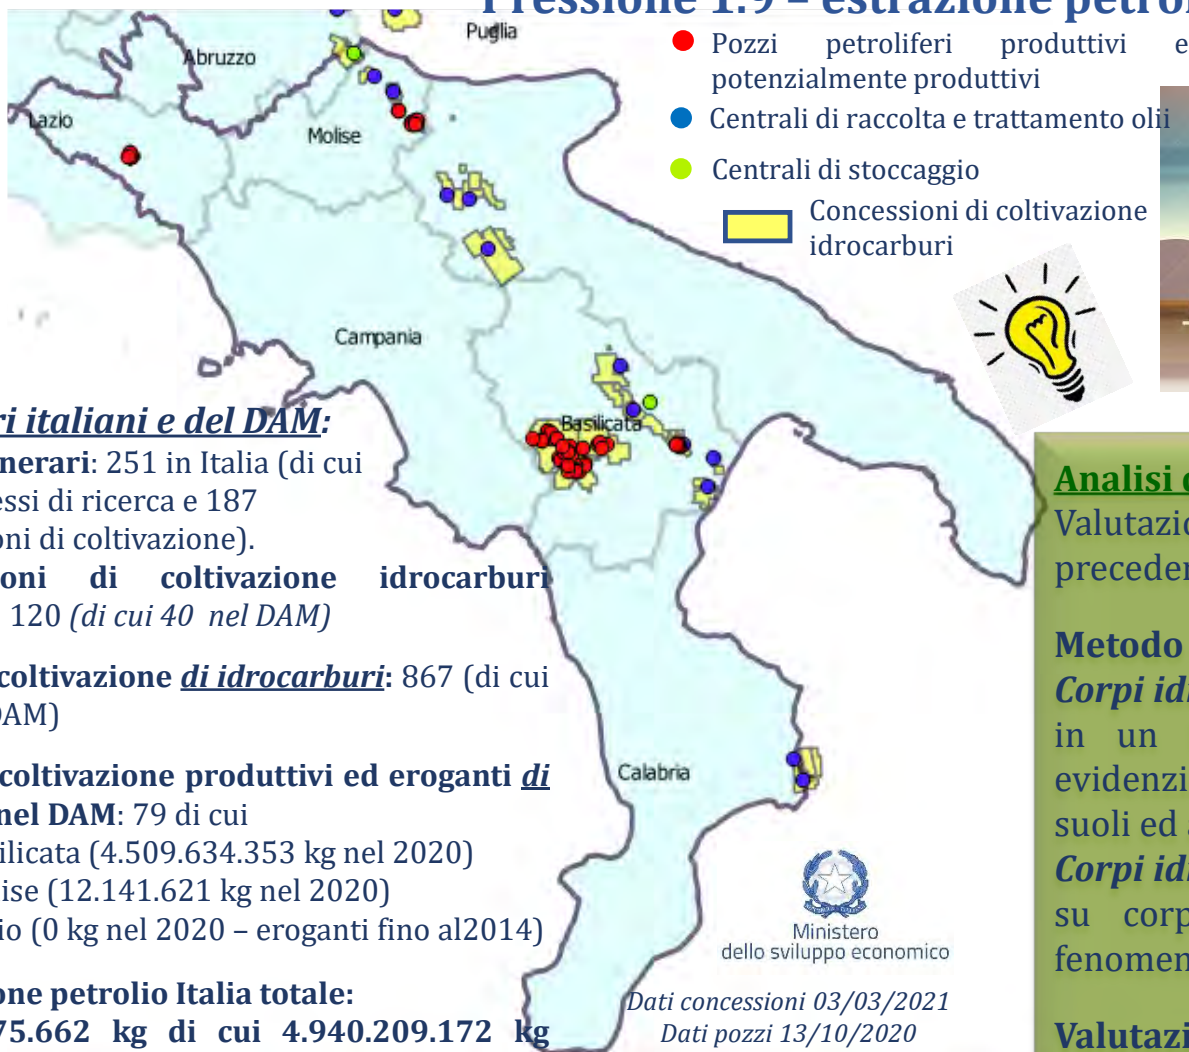 Pressione 1.9 – estrazione petrol
Pozzi petroliferi produttivi e
potenzialmente produttivi
Centrali di raccolta e trattamento olii
Centrali di stoccaggio
Concessioni di coltivazione
idrocarburi
Puglia
Abruzzo
Lazio
Molise
Campania
Basilicata
Calabria
ri italiani e del DAM:
nerari: 251 in Italia (di cui
essi di ricerca e 187
oni di coltivazione).
oni di coltivazione idrocarburi
120 (di cui 40 nel DAM)
coltivazione di idrocarburi: 867 (di cui
DAM)
coltivazione produttivi ed eroganti di
nel DAM: 79 di cui
ilicata (4.509.634.353 kg nel 2020)
ise (12.141.621 kg nel 2020)
io (0 kg nel 2020 – eroganti fino al2014)
one petrolio Italia totale:
75.662 kg di cui 4.940.209.172 kg
Ministero
dello sviluppo economico
Dati concessioni 03/03/2021
Dati pozzi 13/10/2020
Analisi
Valutazio
preceden
Metodo
Corpi idr
in un
evidenzi
suoli ed a
Corpi idr
su corp
fenomen
Valutazi